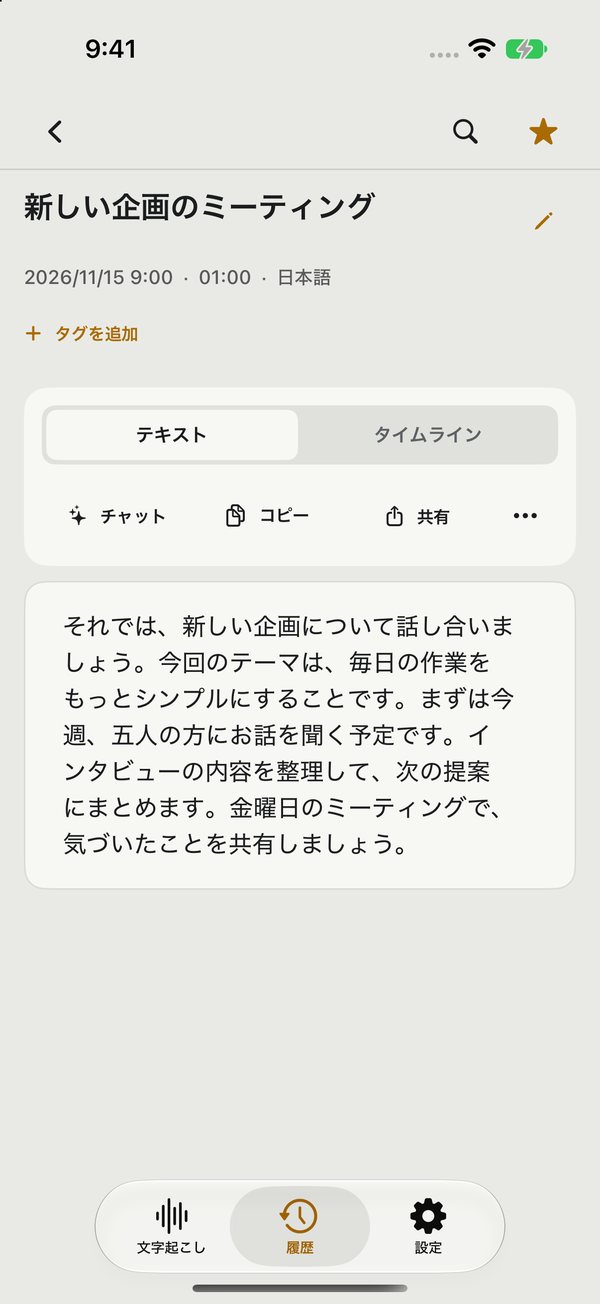 9:41
新しい企画のミーティング
2026/11/15 9:00 · 01:00 · 日本語
+ タグを追加
テキスト
タイムライン
チャット
コピー
共有
それでは、新しい企画について話し合いま
しょう。今回のテーマは、毎日の作業を
もっとシンプルにすることです。まずは今
週、五人の方にお話を聞く予定です。イ
ンタビューの内容を整理して、次の提案
にまとめます。金曜日のミーティングで、
気づいたことを共有しましょう。
文字起こし
履歴
設定